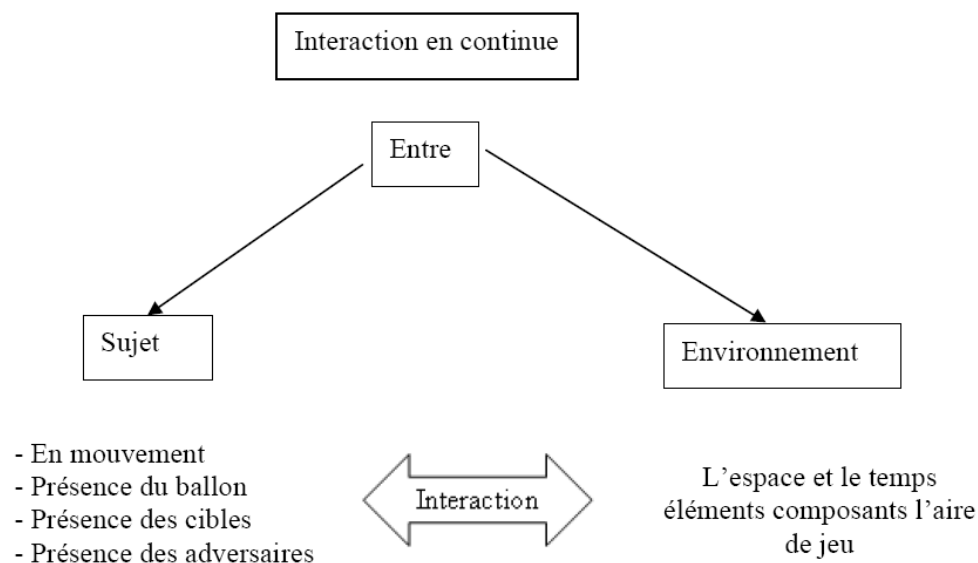 Interaction en continue
Entre
Sujet
Environnement
- En mouvement
- Présence du ballon
- Présence des cibles
- Présence des adversaires
Interaction
L'espace et le temps
éléments composants l'aire
de jeu